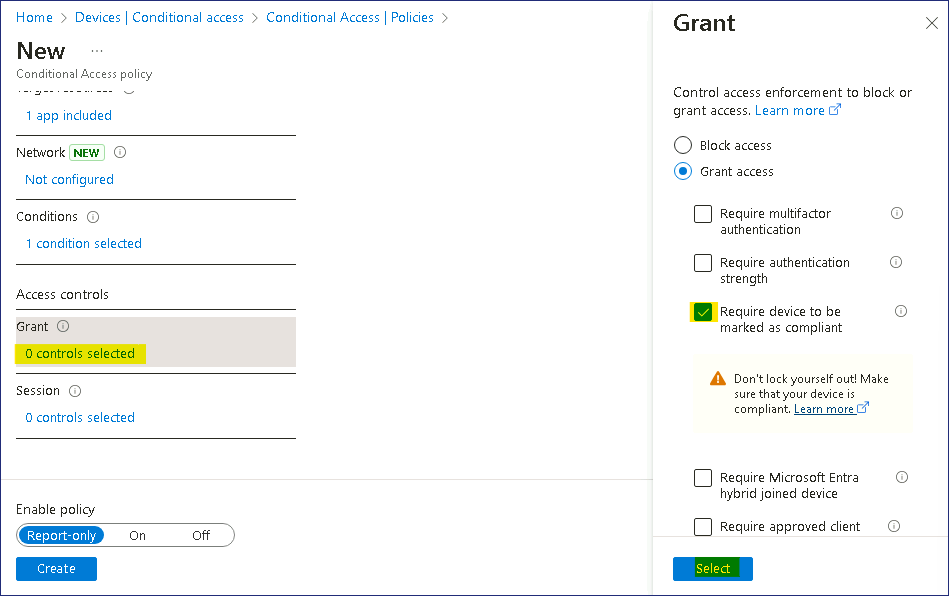 Home > Devices | Conditional access > Conditional Access | Policies >
New ...
Conditional Access policy
1 app included
Network NEW
Not configured
Conditions
1 condition selected
Access controls
Grant
0 controls selected
Session
0 controls selected
Enable policy
Report-only On Off
Create
Grant
Control access enforcement to block or
grant access. Learn more
Block access
Grant access
Require multifactor
authentication
Require authentication
strength
Require device to be
marked as compliant
Don't lock yourself out! Make
sure that your device is
compliant. Learn more
Require Microsoft Entra
hybrid joined device
Require approved client
Select